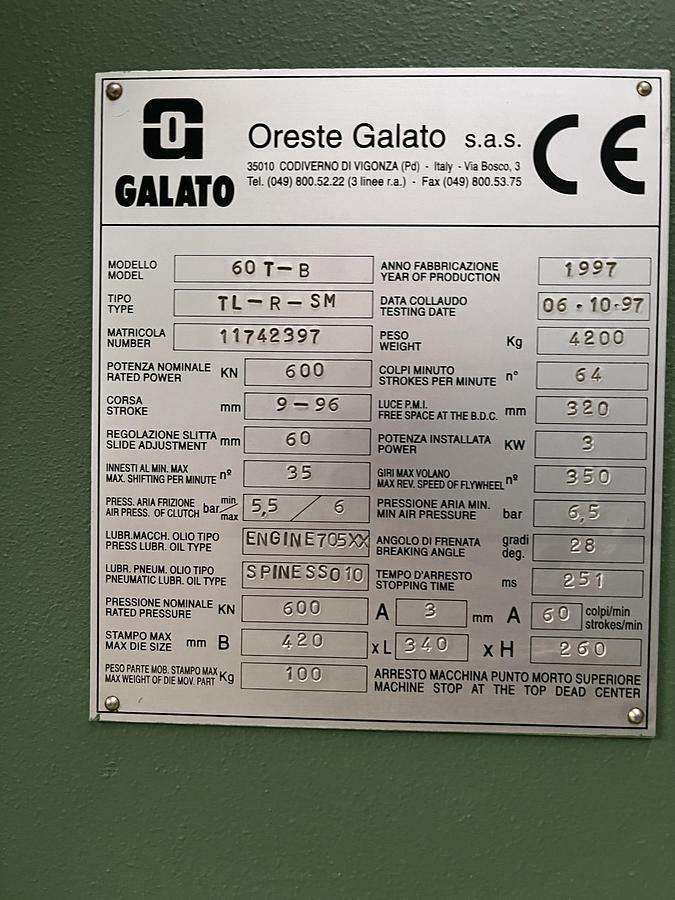 GALATO
Oreste Galato s.a.s.
35010 CODIVERNO DI VIGONZA (Pd) - Italy - Via Bosco, 3
Tel. (049) 800.52.22 (3 linee r.a.) - Fax (049) 800.53.75
CE
MODELLO
MODEL
60 T-B
ANNO FABBRICAZIONE
YEAR OF PRODUCTION
1997
TIPO
TYPE
TL-R-SM
DATA COLLAUDO
TESTING DATE
06-10-97
MATRICOLA
NUMBER
11742397
PESO
WEIGHT
Kg
4200
POTENZA NOMINALE
RATED POWER
KN
600
COLPI MINUTO
STROKES PER MINUTE
n°
64
CORSA
STROKE
mm
9-96
LUCE P.M.I.
FREE SPACE AT THE B.D.C.
mm
320
REGOLAZIONE SLITTA
SLIDE ADJUSTMENT
mm
60
POTENZA INSTALLATA
POWER
KW
3
INNESTI AL MIN. MAX
MAX. SHIFTING PER MINUTE
nº
35
GIRI MAX VOLANO
MAX REV. SPEED OF FLYWHEEL
nº
350
PRESS. ARIA FRIZIONE
AIR PRESS. OF CLUTCH
bar
min
max
5,5 / 6
PRESSIONE ARIA MIN.
MIN AIR PRESSURE
bar
6,5
LUBR.MACCH. OLIO TIPO
PRESS LUBR. OIL TYPE
ENGINE705XX
ANGOLO DI FRENATA
BREAKING ANGLE
gradi
deg.
28
LUBR. PNEUM. OLIO TIPO
PNEUMATIC LUBR. OIL TYPE
SPINESSO10
TEMPO D'ARRESTO
STOPPING TIME
ms
251
PRESSIONE NOMINALE
RATED PRESSURE
KN
600
A
3
mm
A
60
colpi/min
strokes/min
STAMPO MAX
MAX DIE SIZE
mm B
420
xL
340
xH
260
PESO PARTE MOB. STAMPO MAX
MAX WEIGHT OF DIE MOV. PART
Kg
100
ARRESTO MACCHINA PUNTO MORTO SUPERIORE
MACHINE STOP AT THE TOP DEAD CENTER